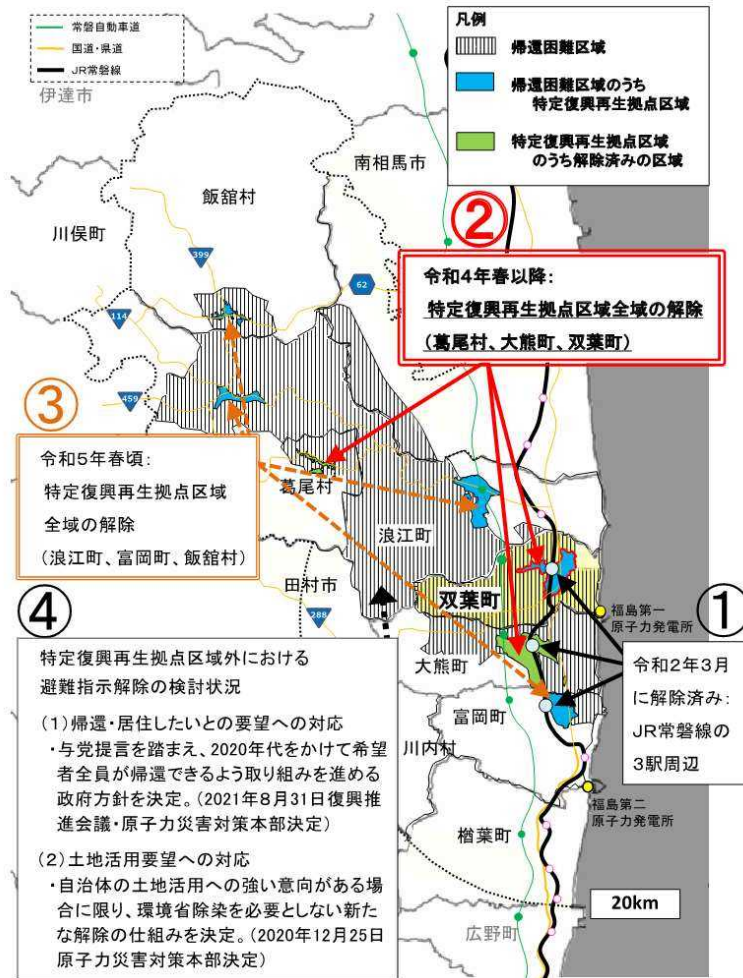 常磐自動車道
国道・県道
JR常磐線
凡例
帰還困難区域
帰還困難区域のうち
特定復興再生拠点区域
特定復興再生拠点区域
のうち解除済みの区域
伊達市
南相馬市
飯舘村
川俣町
②
399
62
114
令和4年春以降:
特定復興再生拠点区域全域の解除
(葛尾村、大熊町、双葉町)
459
③
令和5年春頃:
特定復興再生拠点区域
全域の解除
(浪江町、富岡町、飯舘村)
葛尾村
浪江町
田村市
288
双葉町
大熊町
福島第一
原子力発電所
①
令和2年3月
に解除済み:
JR常磐線の
3駅周辺
富岡町
川内村
福島第二
原子力発電所
楢葉町
20km
広野町
④
特定復興再生拠点区域外における
避難指示解除の検討状況
(1)帰還・居住したいとの要望への対応
・与党提言を踏まえ、2020年代をかけて希望
者全員が帰還できるよう取り組みを進める
政府方針を決定。(2021年8月31日復興推
進会議・原子力災害対策本部決定)
(2)土地活用要望への対応
・自治体の土地活用への強い意向がある場
合に限り、環境省除染を必要としない新た
な解除の仕組みを決定。(2020年12月25日
原子力災害対策本部決定)